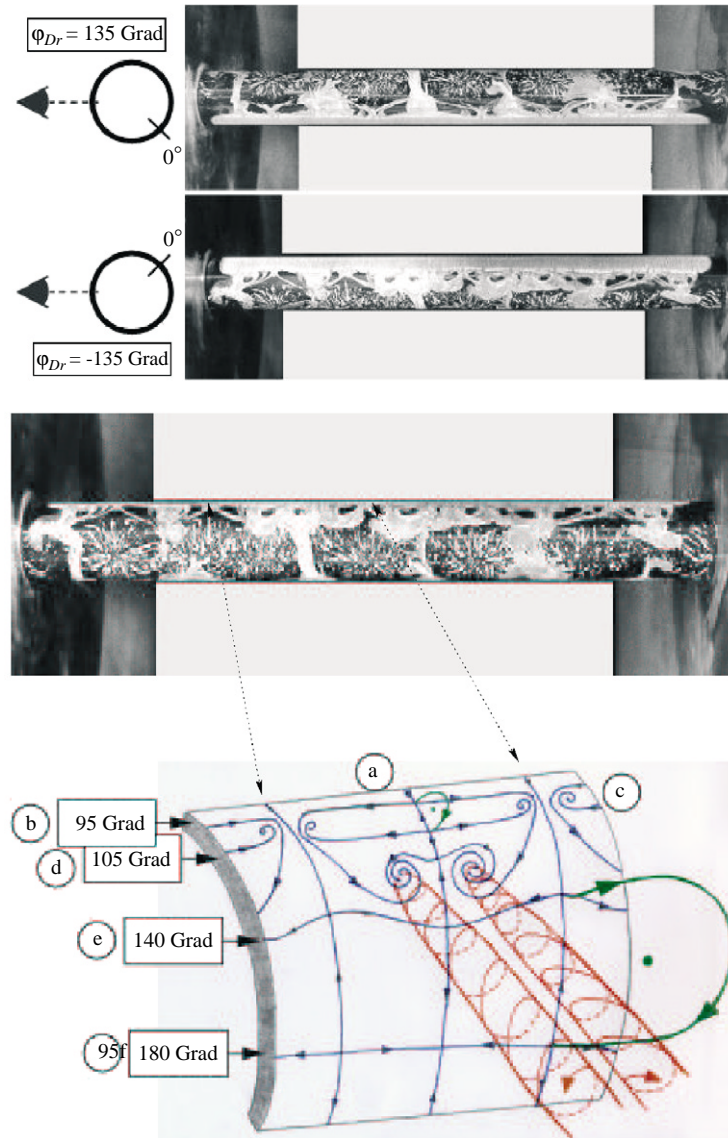 φDr = 135 Grad
0°
0°
φDr = -135 Grad
a
c
b
95 Grad
d
105 Grad
e
140 Grad
95f
180 Grad